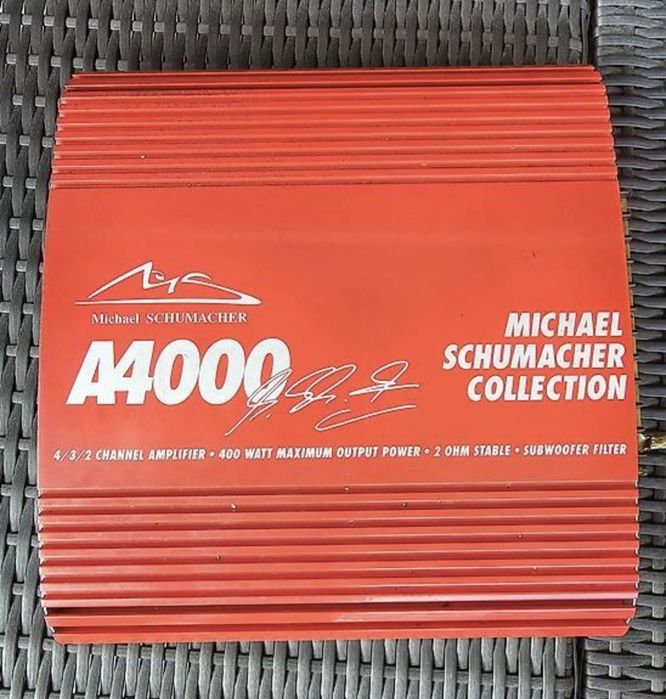 Michael SCHUMACHER
A4000
MICHAEL
SCHUMACHER
COLLECTION
4/3/2 CHANNEL AMPLIFIER • 400 WATT MAXIMUM OUTPUT POWER • 2 OHM STABLE • SUBWOOFER FILTER